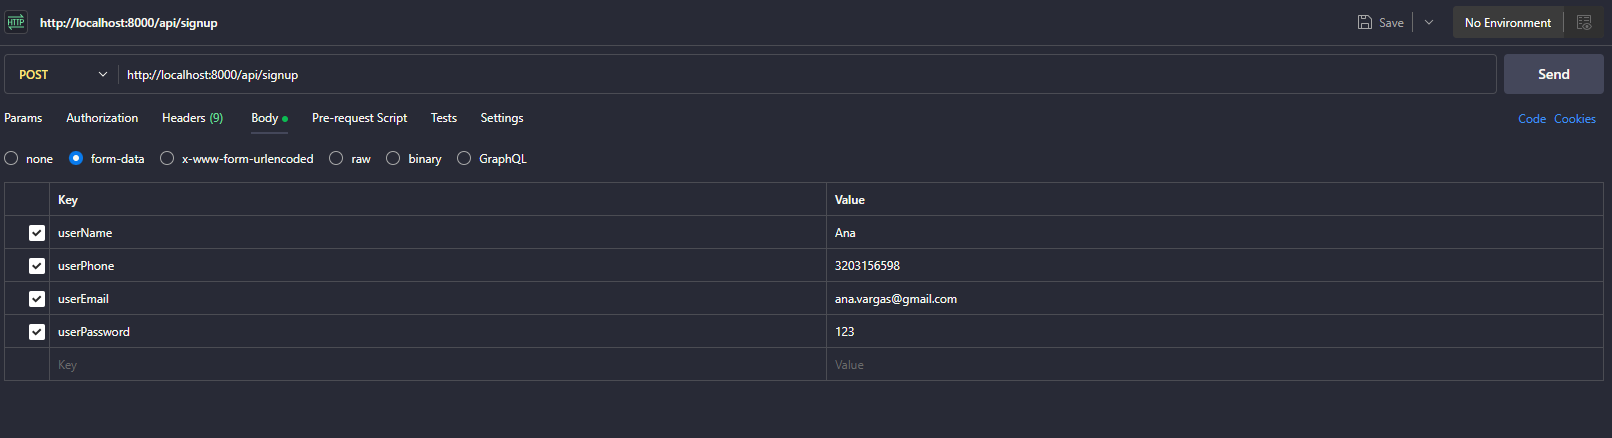 HTTP http://localhost:8000/api/signup Save No Environment
POST http://localhost:8000/api/signup Send
Params Authorization Headers (9) Body Pre-request Script Tests Settings Code Cookies
none form-data x-www-form-urlencoded raw binary GraphQL
Key Value
userName Ana
userPhone 3203156598
userEmail ana.vargas@gmail.com
userPassword 123
Key Value